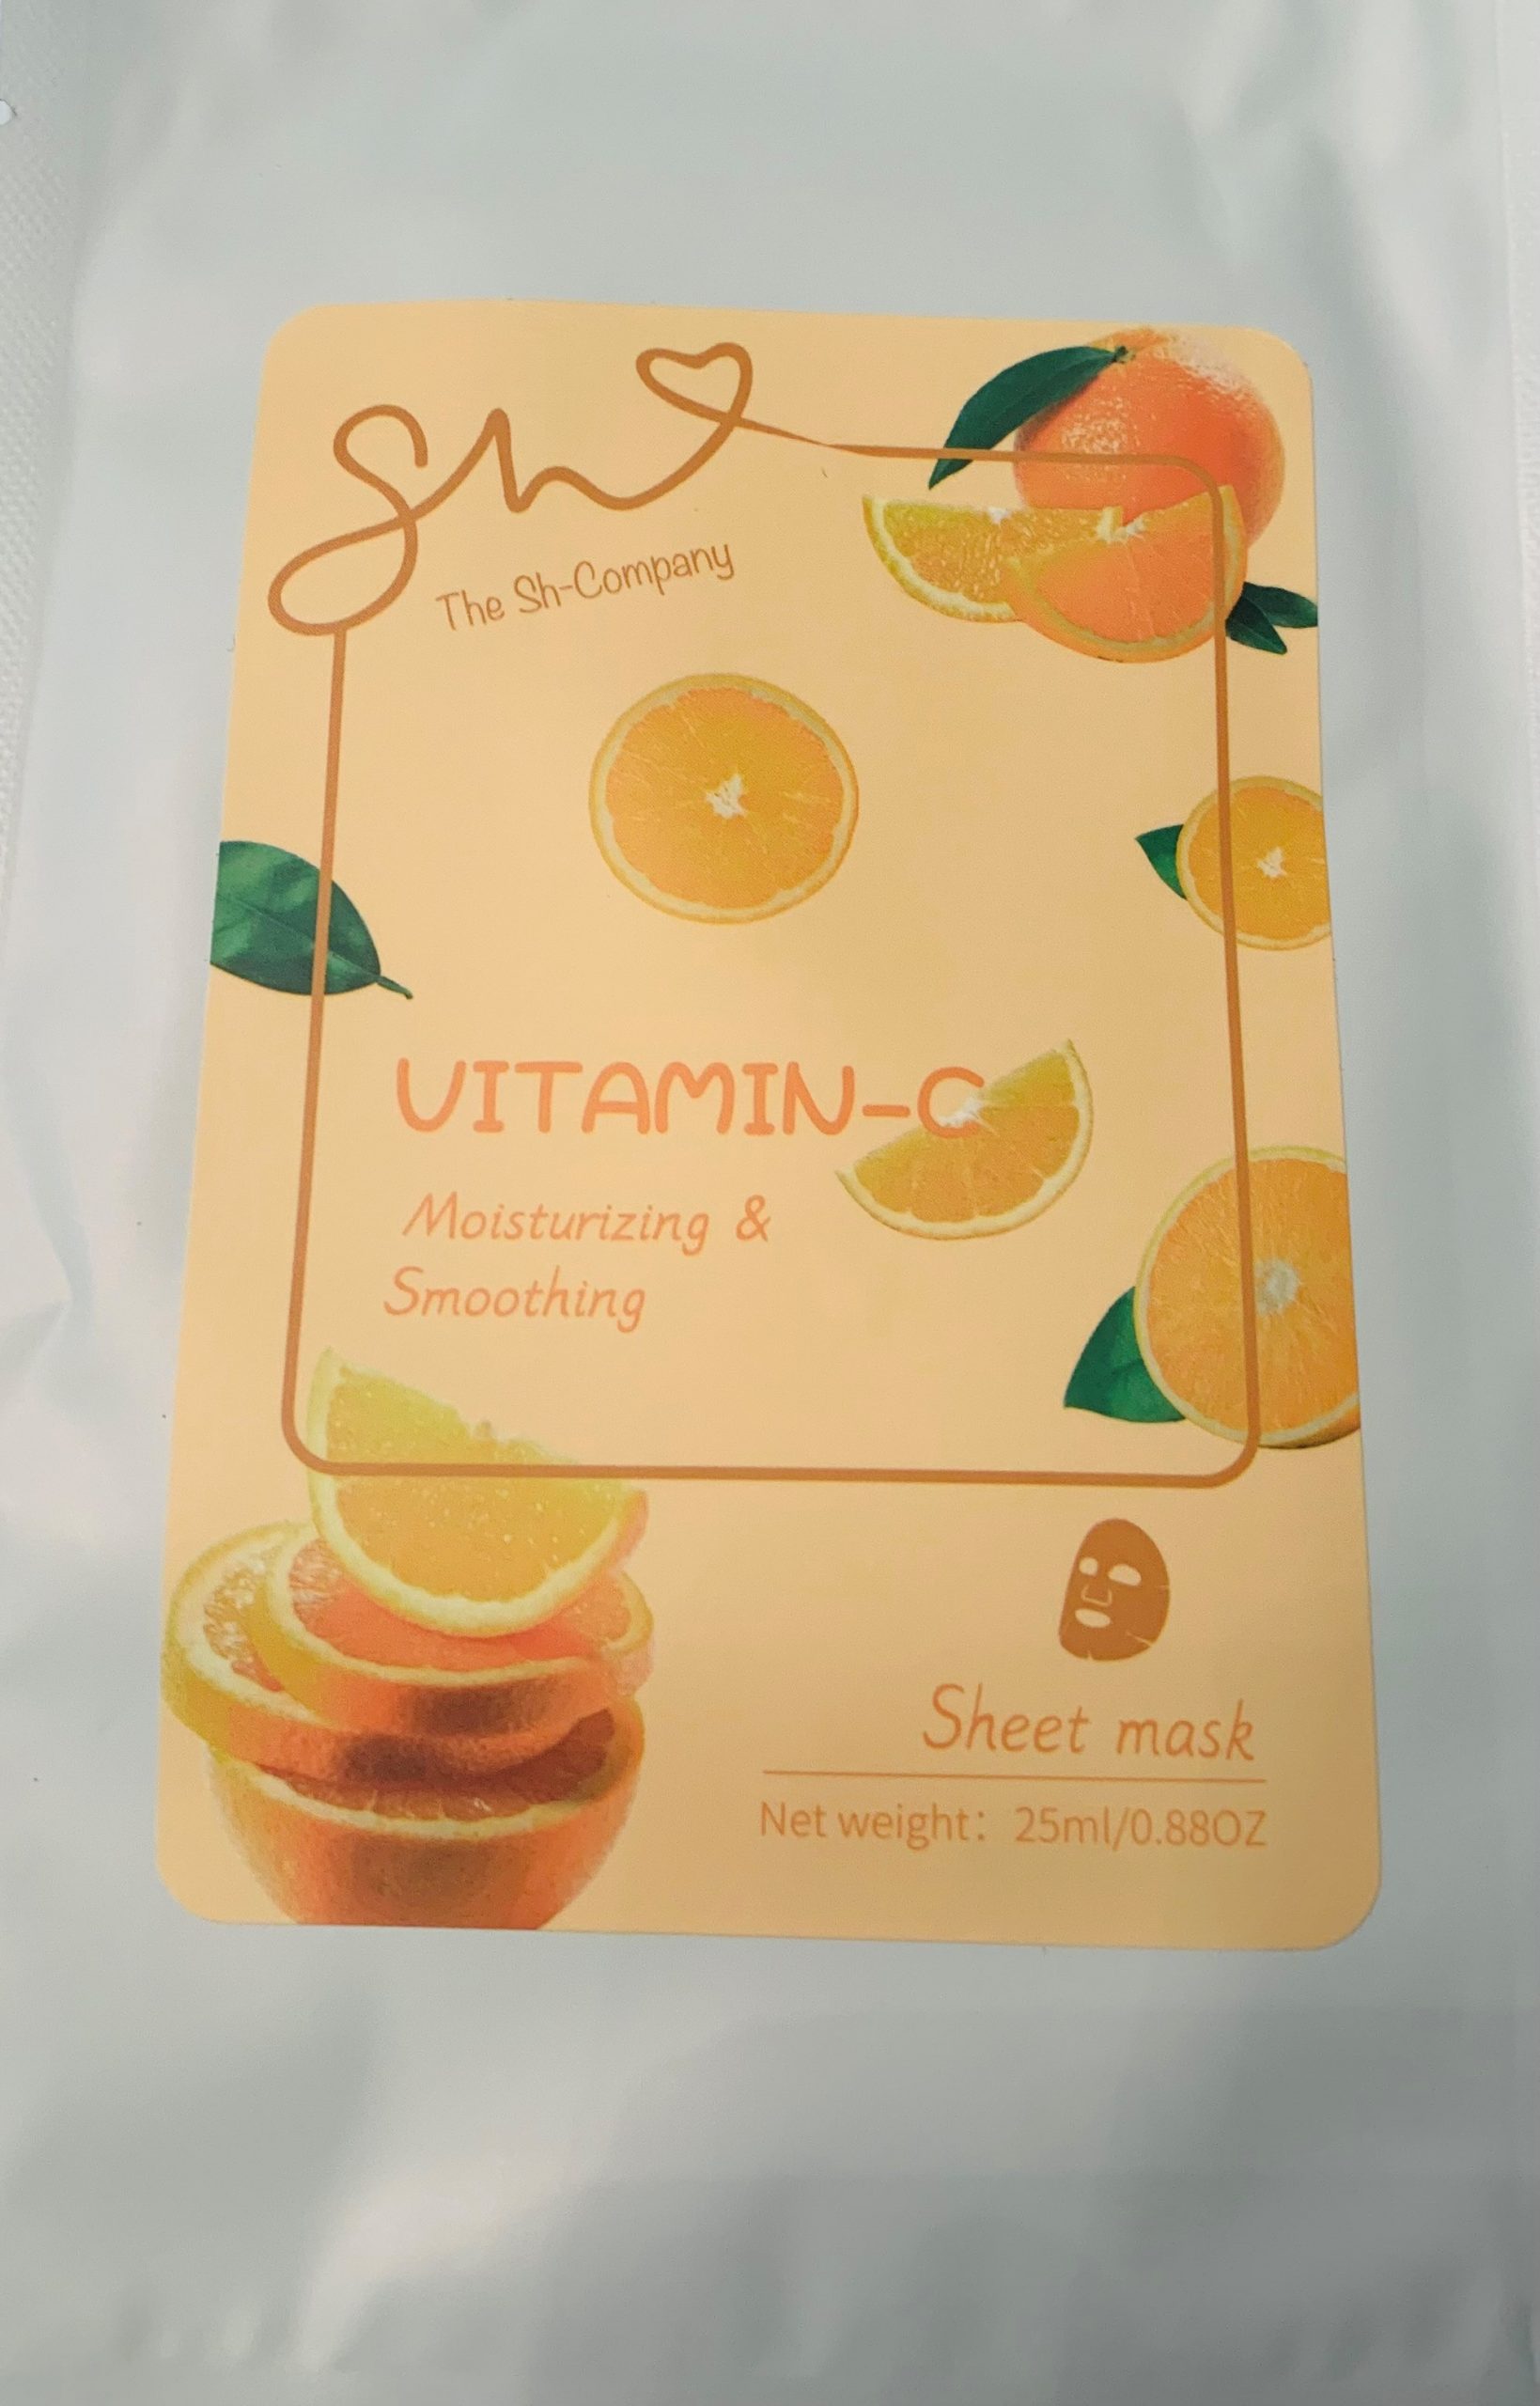 Sh
The Sh-Company
VITAMIN-C
Moisturizing &
Smoothing
Sheet mask
Net weight: 25ml/0.88OZ